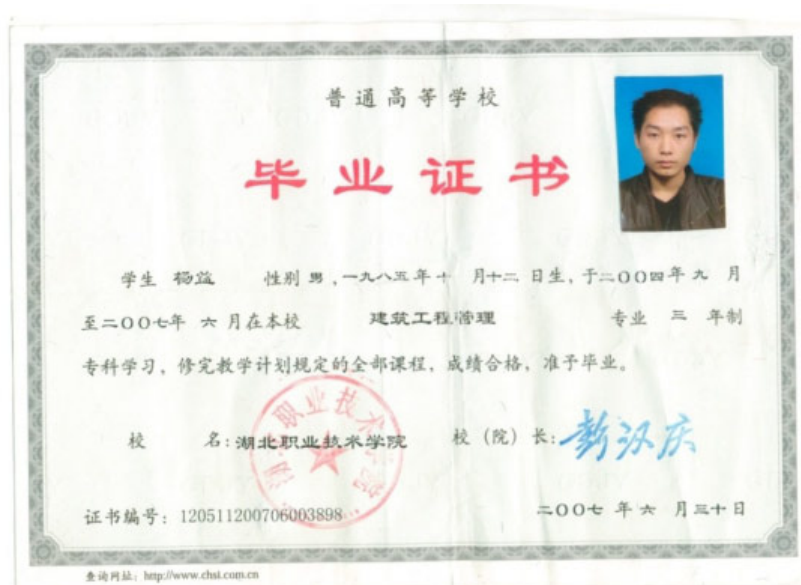 普通高等学校
毕业证书
学生 杨溢 性别 男，一九八五年十 月十二 日生，于二〇〇四年 九 月
至二〇〇七年 六 月在本校 建筑工程管理 专业 三 年制
专科学习，修完教学计划规定的全部课程，成绩合格，准予毕业。
校 名：湖北职业技术学院 校（院）长：彭汉庆
证书编号：120511200706003898
二〇〇七 年 六 月三十日
查询网址：http://www.chsi.com.cn